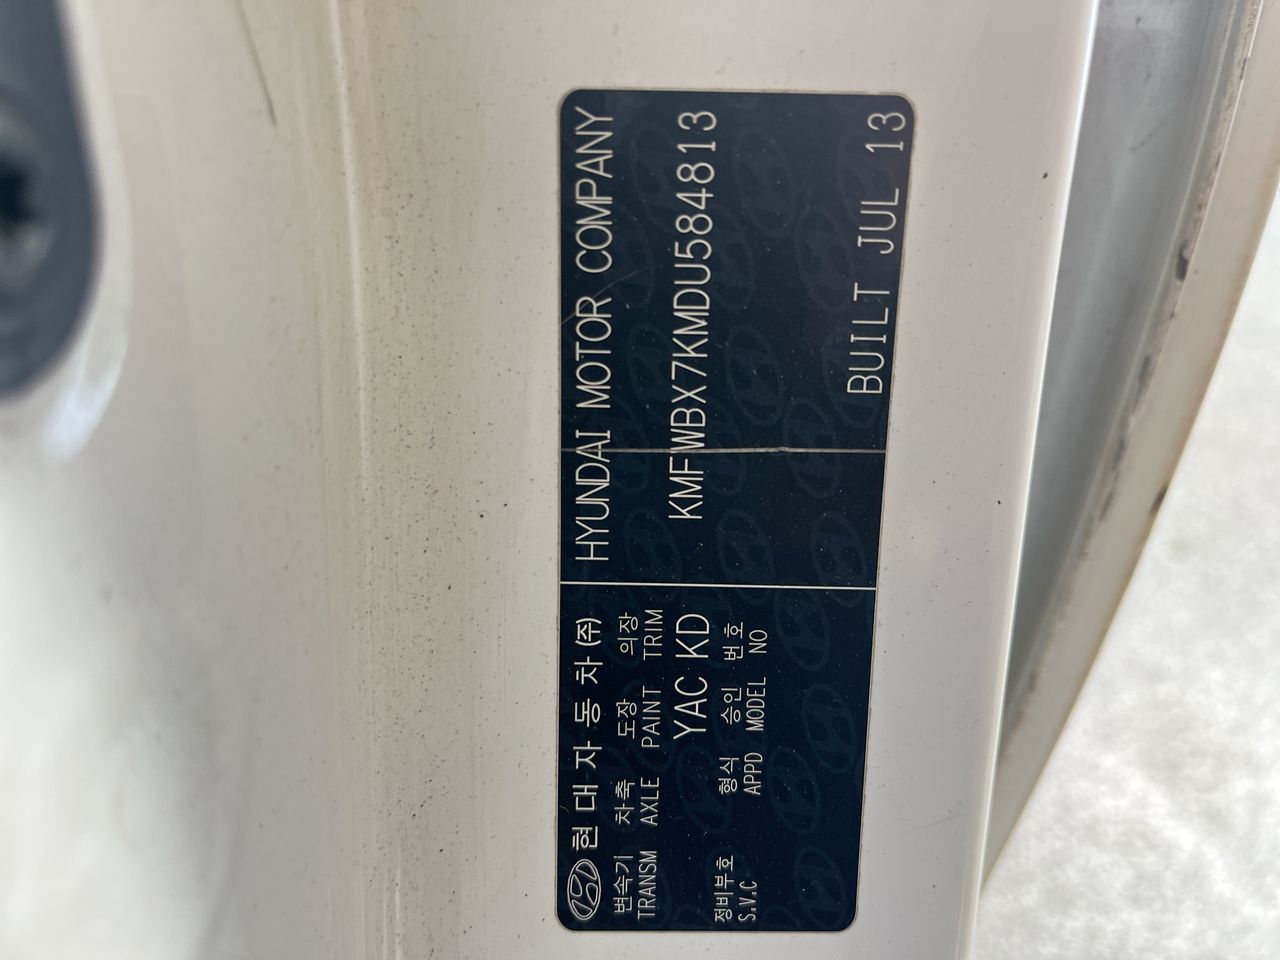 현대자동차(주)
HYUNDAI MOTOR COMPANY
변속기 차축 도장 의장
TRANSM AXLE PAINT TRIM
KMFWBX7KMDU584813
YAC KD
정비부호 형식 승인 번호
S.V.C APPD MODEL NO
BUILT JUL 13